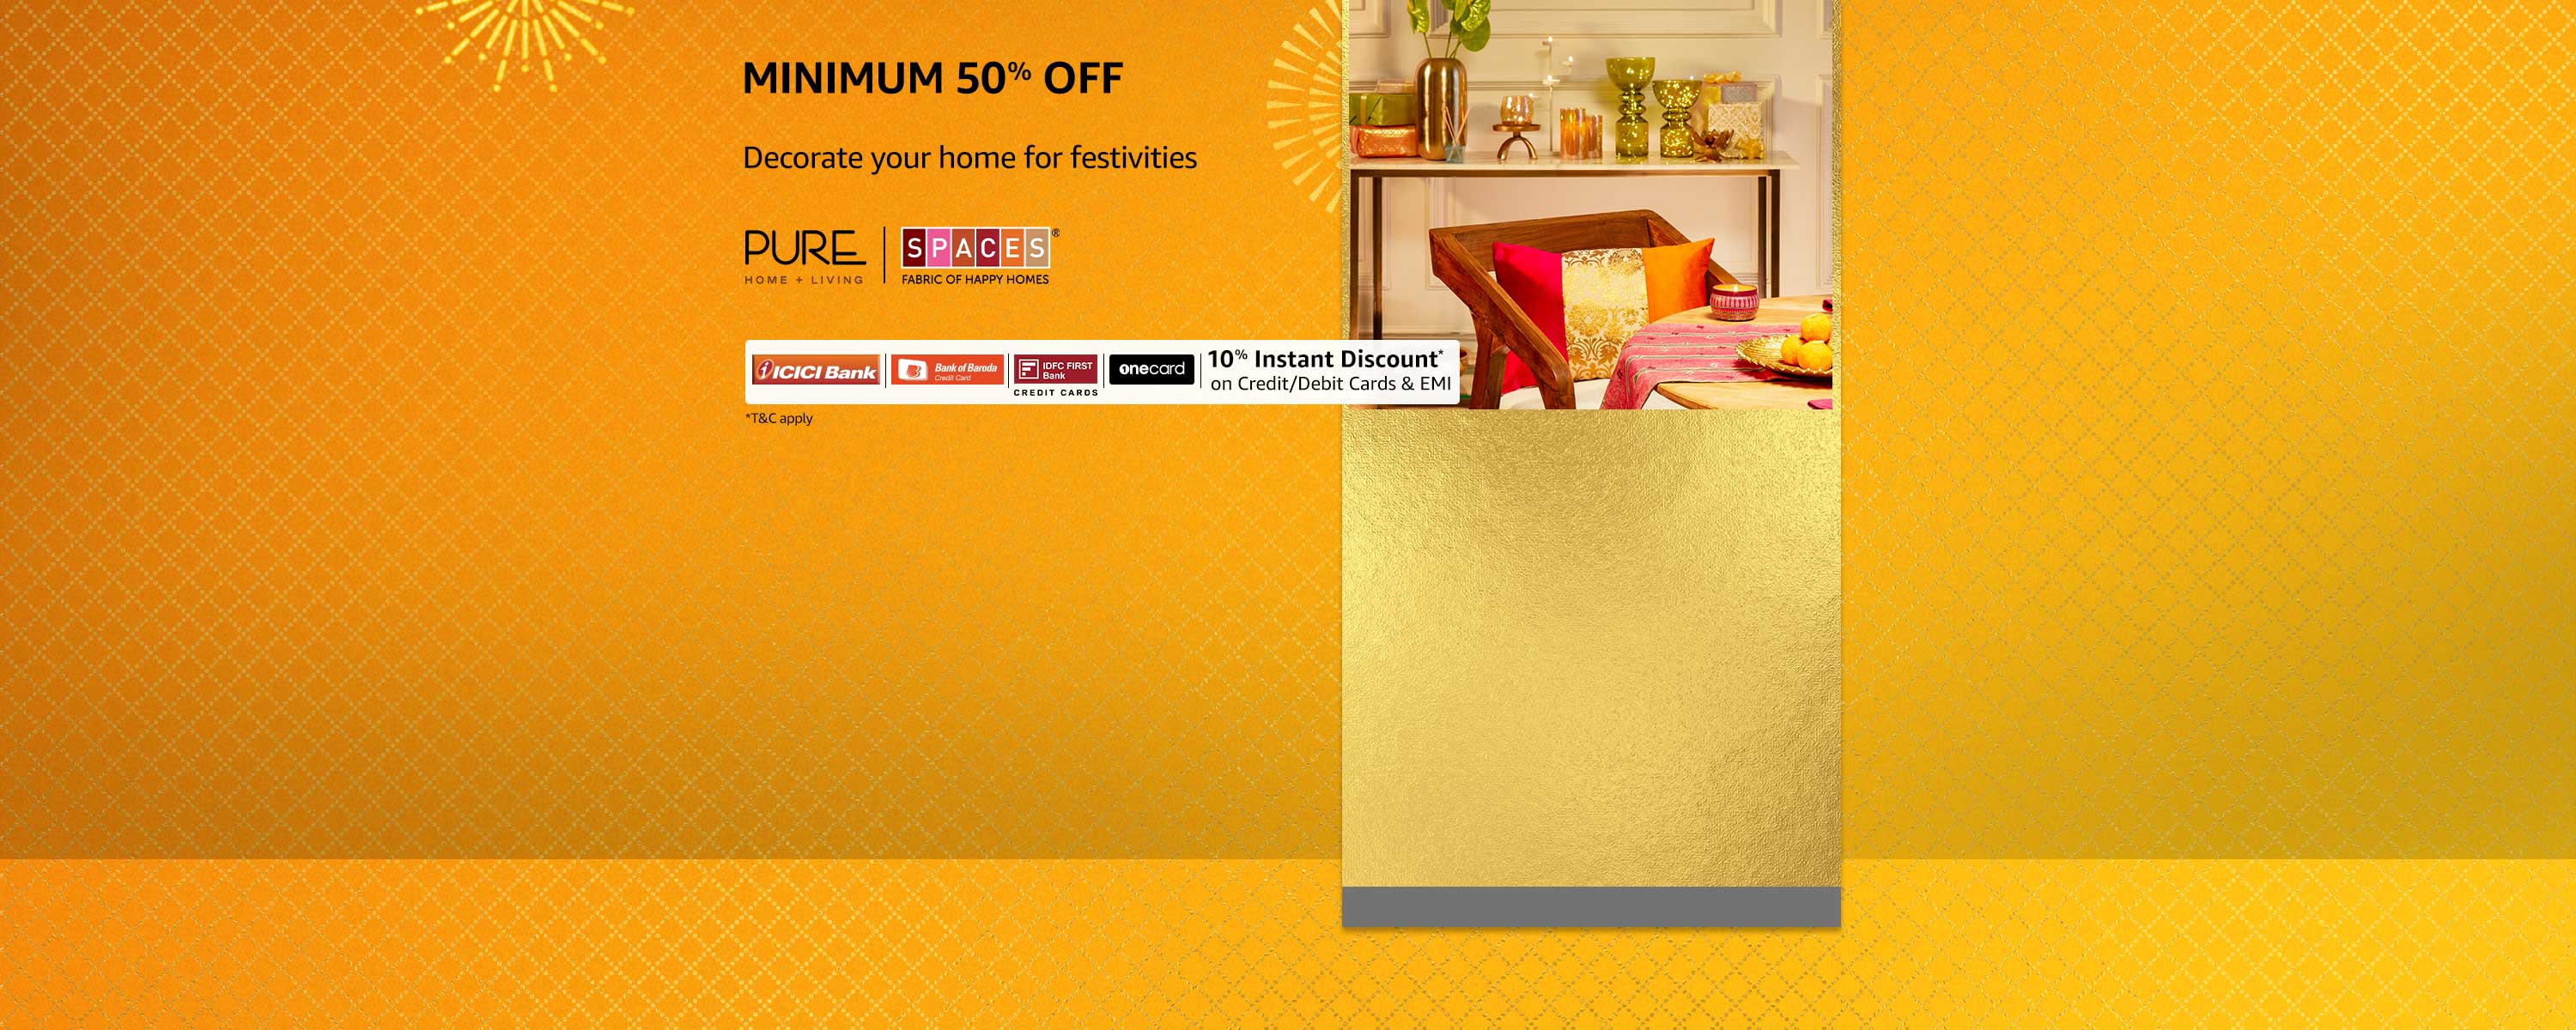 MINIMUM 50% OFF
Decorate your home for festivities
PURE
HOME + LIVING
SPACES®
FABRIC OF HAPPY HOMES
ICICI Bank
Bank of Baroda
Credit Card
IDFC FIRST
Bank
CREDIT CARDS
onecard
10% Instant Discount*
on Credit/Debit Cards & EMI
*T&C apply